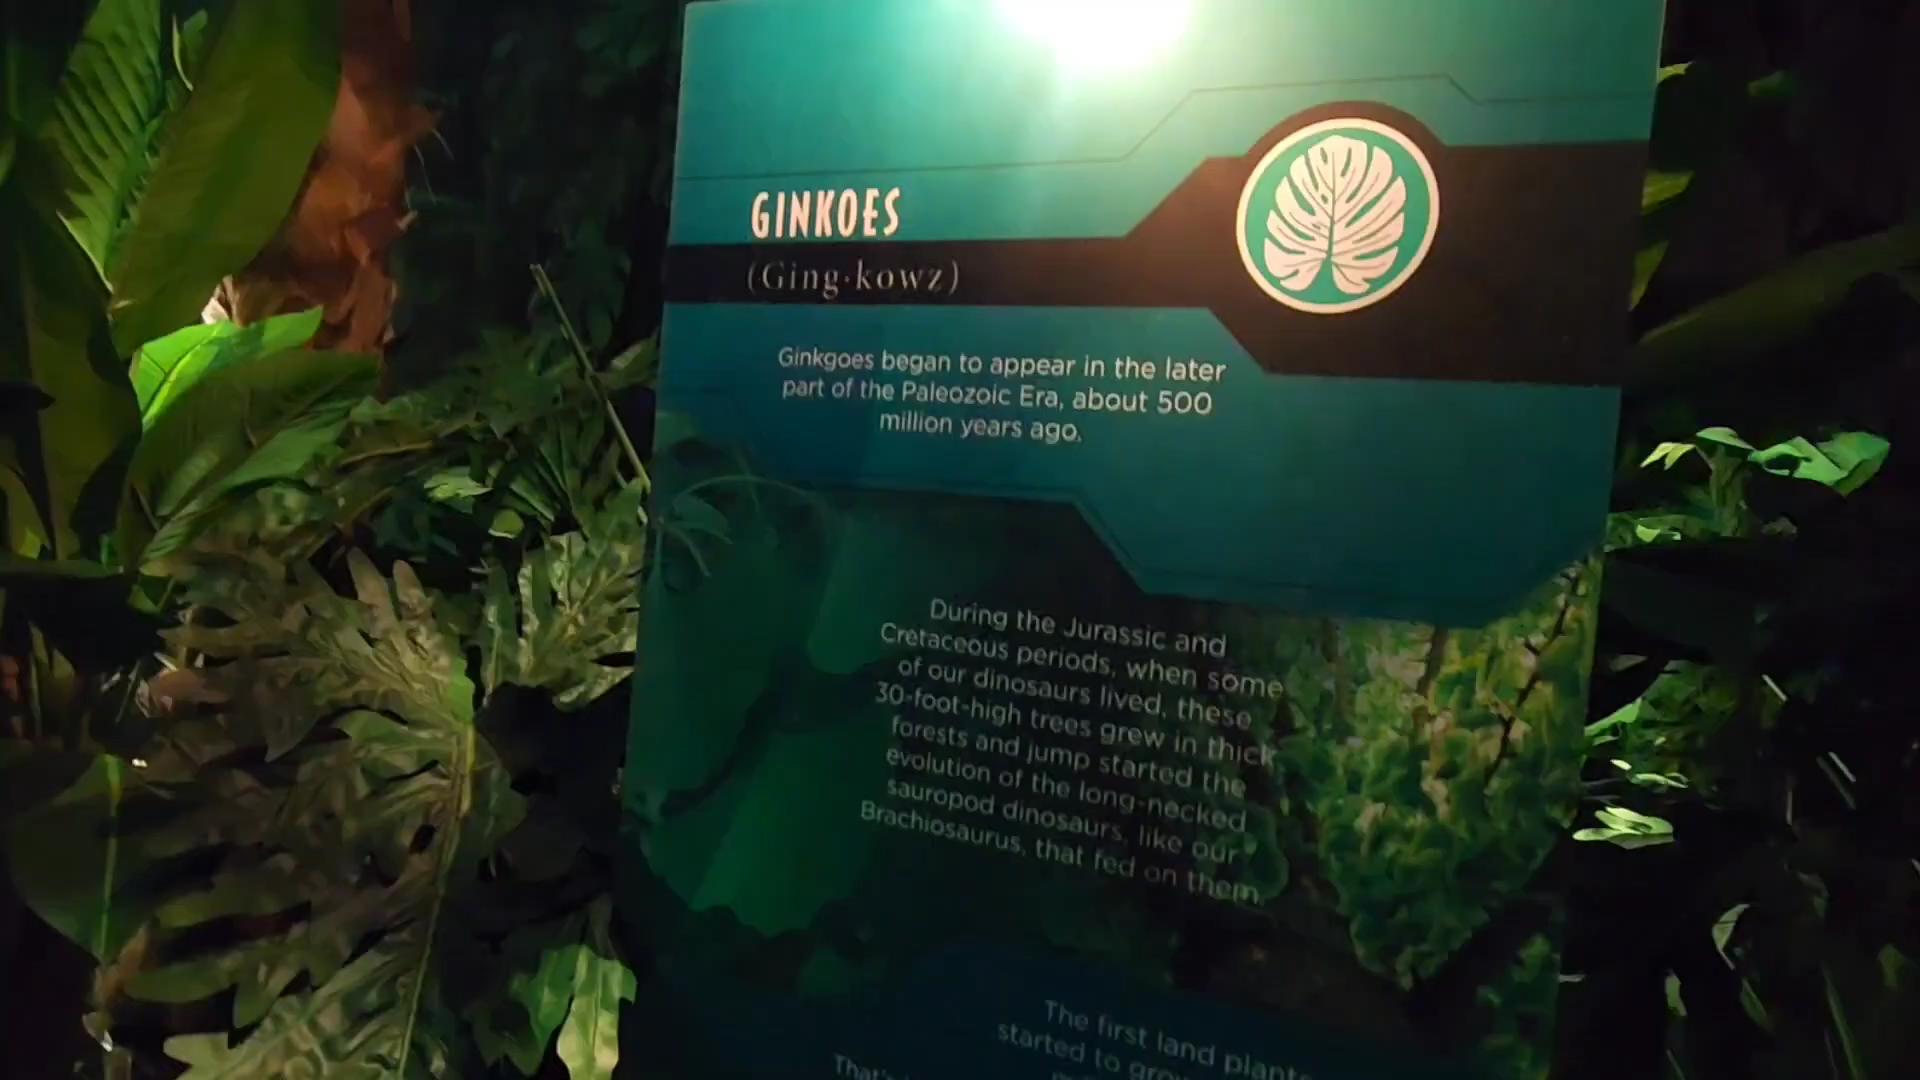 GINKOES
(Ging·kowz)
Ginkgoes began to appear in the later
part of the Paleozoic Era, about 500
million years ago.
During the Jurassic and
Cretaceous periods, when some
of our dinosaurs lived, these
30-foot-high trees grew in thick
forests and jump started the
evolution of the long-necked
sauropod dinosaurs, like our
Brachiosaurus, that fed on them.
The first land plants
started to
That's